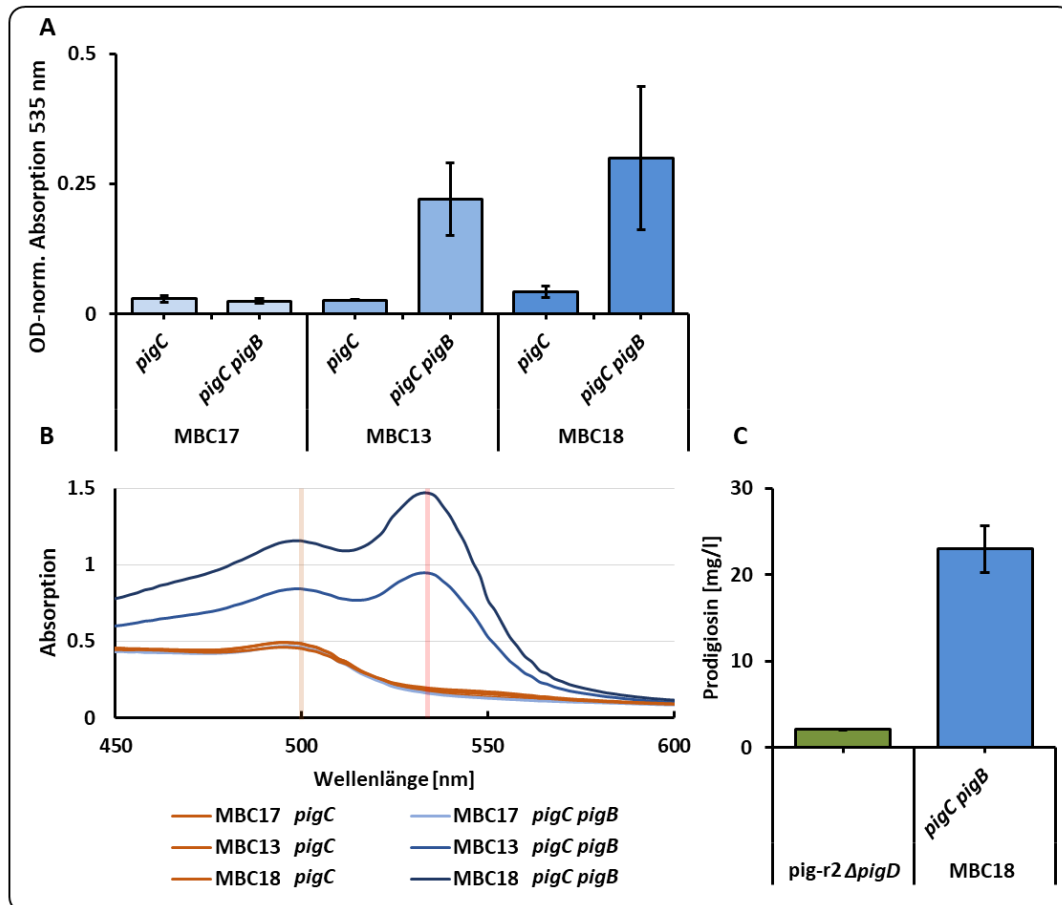 A
OD-norm. Absorption 535 nm
0.5
0.25
0
pigC
pigC pigB
pigC
pigC pigB
pigC
pigC pigB
MBC17
MBC13
MBC18
B
Absorption
1.5
1
0.5
0
450
500
550
600
Wellenlänge [nm]
MBC17 pigC
MBC17 pigC pigB
MBC13 pigC
MBC13 pigC pigB
MBC18 pigC
MBC18 pigC pigB
C
Prodigiosin [mg/l]
30
20
10
0
pigC pigB
pig-r2 ΔpigD
MBC18